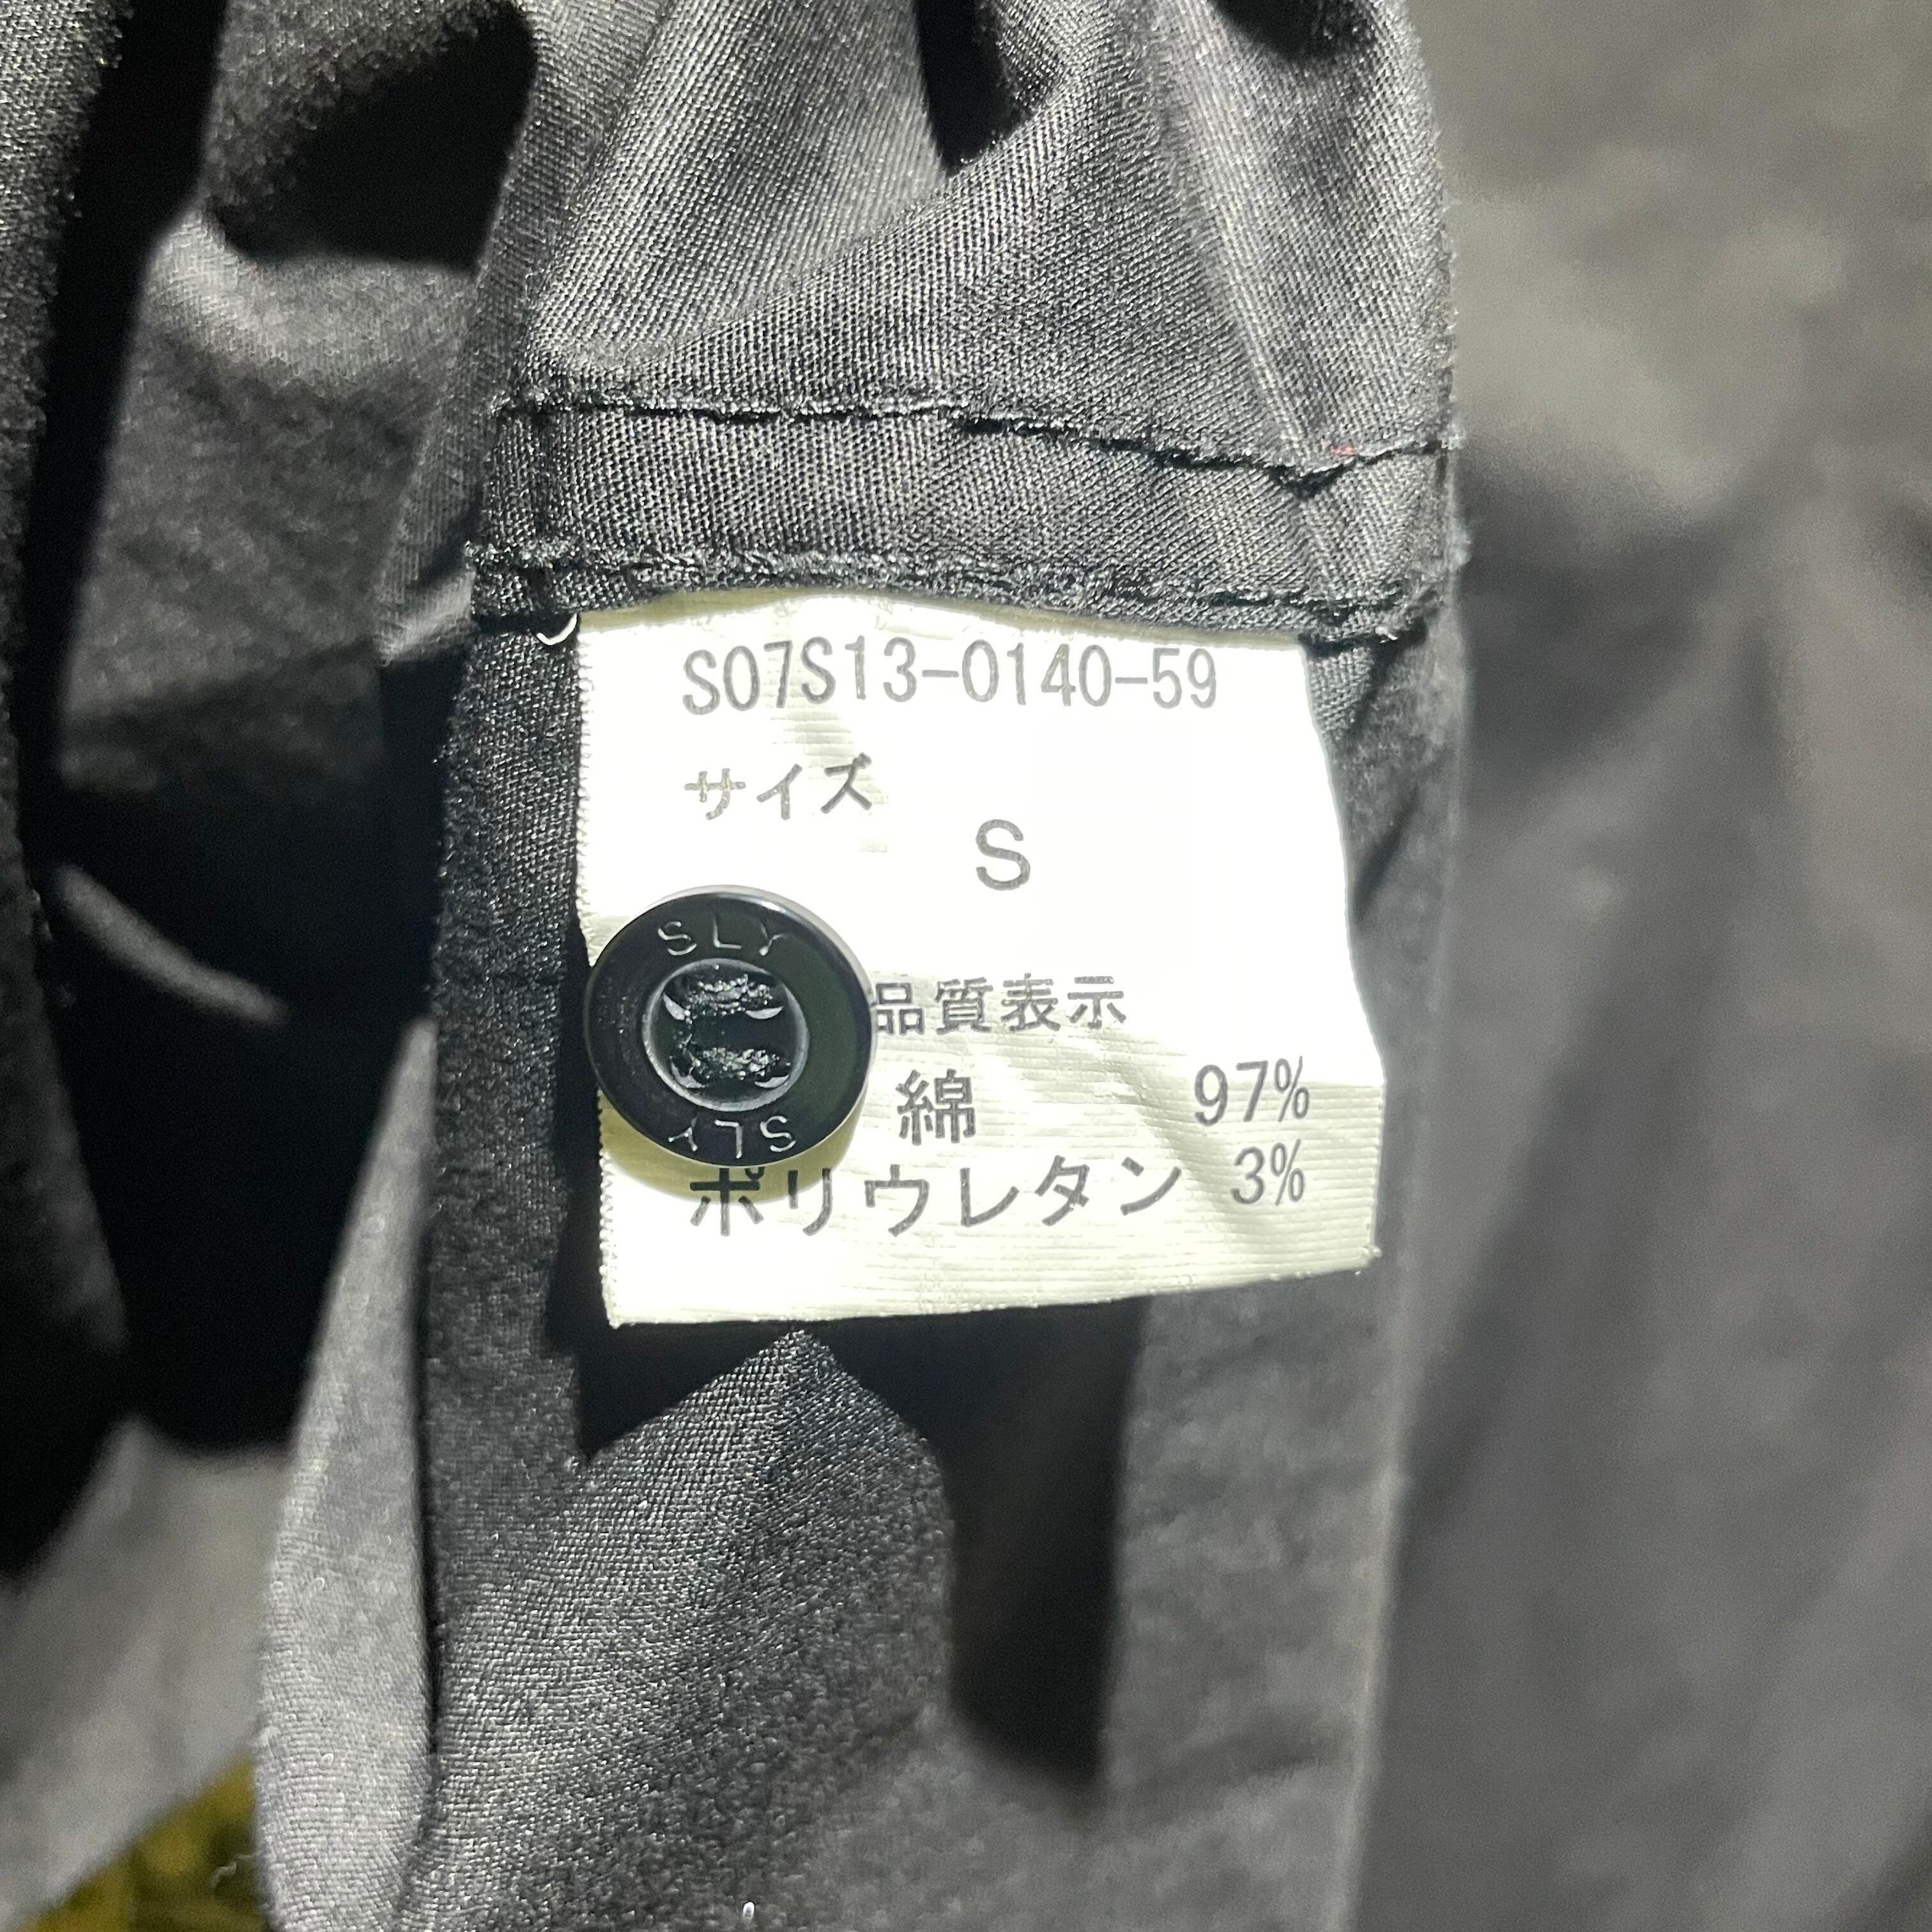 S07S13-0140-59
サイズ
S
SLY
品質表示
綿 97%
SLY
ポリウレタン 3%